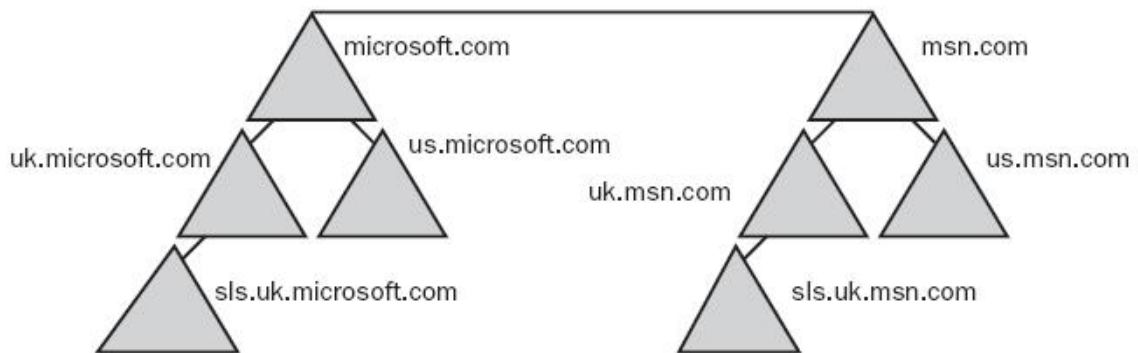 microsoft.com
msn.com
uk.microsoft.com
us.microsoft.com
uk.msn.com
us.msn.com
sls.uk.microsoft.com
sls.uk.msn.com